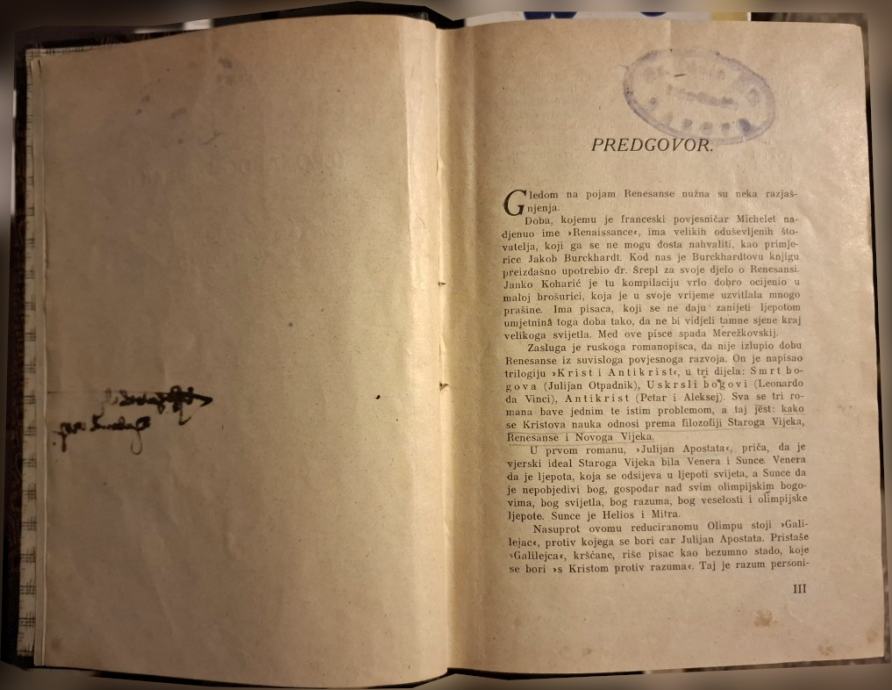 PREDGOVOR.
Gledom na pojam Renesanse nužna su neka razjaš-
njenja.
Doba, kojemu je franceski povjesničar Michelet na-
djenuo ime »Renaissance«, ima velikih oduševljenih što-
vatelja, koji ga se ne mogu dosta nahvaliti, kao primje-
rice Jakob Burckhardt. Kod nas je Burckhardtovu knjigu
preizdašno upotrebio dr. Šrepl za svoje djelo o Renesansi.
Janko Koharić je tu kompilaciju vrlo dobro ocijenio u
maloj brošurici, koja je u svoje vrijeme uzvitlala mnogo
prašine. Ima pisaca, koji se ne daju zanijeti ljepotom
umjetninâ toga doba tako, da ne bi vidjeli tamne sjene kraj
velikoga svijetla. Med ove pisce spada Merežkovskij.
Zasluga je ruskoga romanopisca, da nije izlupio dobu
Renesanse iz suvisloga povjesnoga razvoja. On je napisao
trilogiju »Krist i Antikrist«, u tri dijela: Smrt bo-
gova (Julijan Otpadnik), Uskrsli bogovi (Leonardo
da Vinci), Antikrist (Petar i Aleksej). Sva se tri ro-
mana bave jednim te istim problemom, a taj jest: kako
se Kristova nauka odnosi prema filozofiji Staroga Vijeka,
Renesanse i Novoga Vijeka.
U prvom romanu, »Julijan Apostata«, priča, da je
vjerski ideal Staroga Vijeka bila Venera i Sunce. Venera
da je ljepota, koja se odsijeva u ljepoti svijeta, a Sunce da
je nepobjedivi bog, gospodar nad svim olimpijskim bogo-
vima, bog svijetla, bog razuma, bog veselosti i olimpijske
ljepote. Sunce je Helios i Mitra.
Nasuprot ovomu reduciranomu Olimpu stoji »Gali-
lejac«, protiv kojega se bori car Julijan Apostata. Pristaše
»Galilejca«, kršćane, riše pisac kao bezumno stado, koje
se bori »s Kristom protiv razuma«. Taj je razum personi-
III